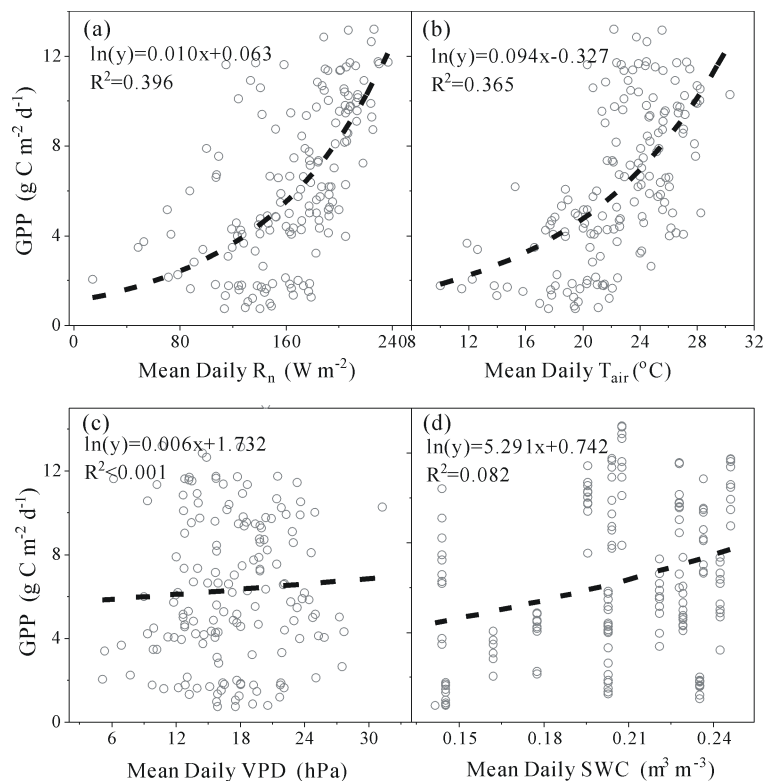 (a)
ln(y)=0.010x+0.063
R²=0.396
(b)
ln(y)=0.094x-0.327
R²=0.365
12
8
4
0
GPP (g C m⁻² d⁻¹)
0 80 160 240
8 12 16 20 24 28 32
Mean Daily Rₙ (W m⁻²)
Mean Daily Tₐᵢᵣ (°C)
(c)
ln(y)=0.006x+1.732
R²<0.001
(d)
ln(y)=5.291x+0.742
R²=0.082
12
8
4
0
GPP (g C m⁻² d⁻¹)
6 12 18 24 30
0.15 0.18 0.21 0.24
Mean Daily VPD (hPa)
Mean Daily SWC (m³ m⁻³)